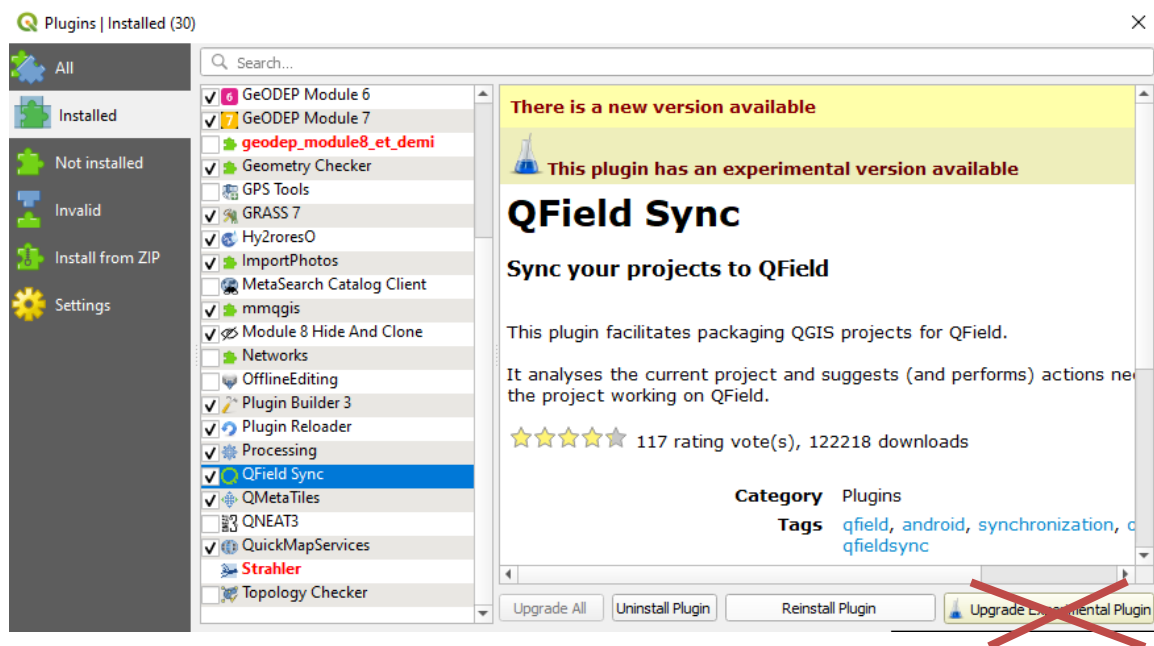 Plugins | Installed (30)
All
Installed
Not installed
Invalid
Install from ZIP
Settings
Search...
GeODEP Module 6
GeODEP Module 7
geodep_module8_et_demi
Geometry Checker
GPS Tools
GRASS 7
Hy2roresO
ImportPhotos
MetaSearch Catalog Client
mmqgis
Module 8 Hide And Clone
Networks
OfflineEditing
Plugin Builder 3
Plugin Reloader
Processing
QField Sync
QMetaTiles
QNEAT3
QuickMapServices
Strahler
Topology Checker
There is a new version available
This plugin has an experimental version available
QField Sync
Sync your projects to QField
This plugin facilitates packaging QGIS projects for QField.
It analyses the current project and suggests (and performs) actions
the project working on QField.
117 rating vote(s), 122218 downloads
Category Plugins
Tags qfield, android, synchronization,
qfieldsync
Upgrade All Uninstall Plugin Reinstall Plugin Upgrade Experimental Plugin